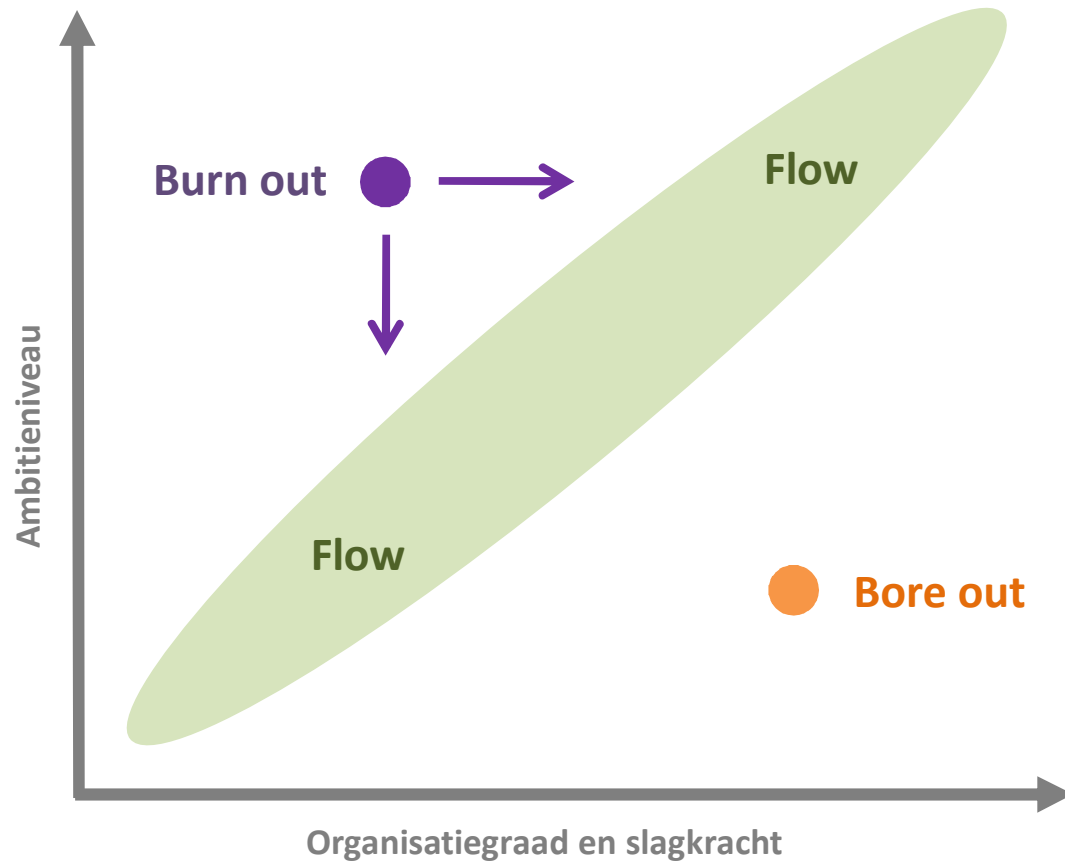 Flow
Burn out
Ambitieniveau
Flow
Bore out
Organisatiegraad en slagkracht